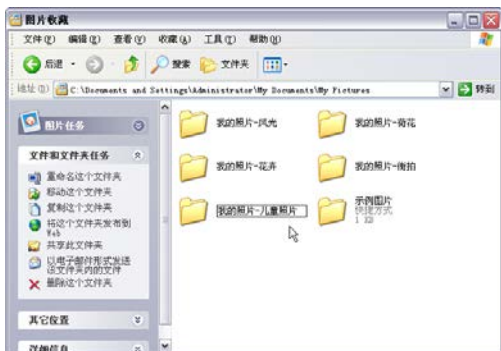 图片收藏
文件(F) 编辑(E) 查看(V) 收藏(A) 工具(T) 帮助(H)
后退 搜索 文件夹
地址(D) C:\Documents and Settings\Administrator\My Documents\My Pictures 转到
图片任务
文件和文件夹任务
重命名这个文件夹
移动这个文件夹
复制这个文件夹
将这个文件夹发布到
Web
共享此文件夹
以电子邮件形式发送
该文件夹内的文件
删除这个文件夹
其它位置
详细信息
我的照片-风光 我的照片-荷花
我的照片-花卉 我的照片-街拍
我的照片-儿童照片 示例图片
快捷方式
1 KB